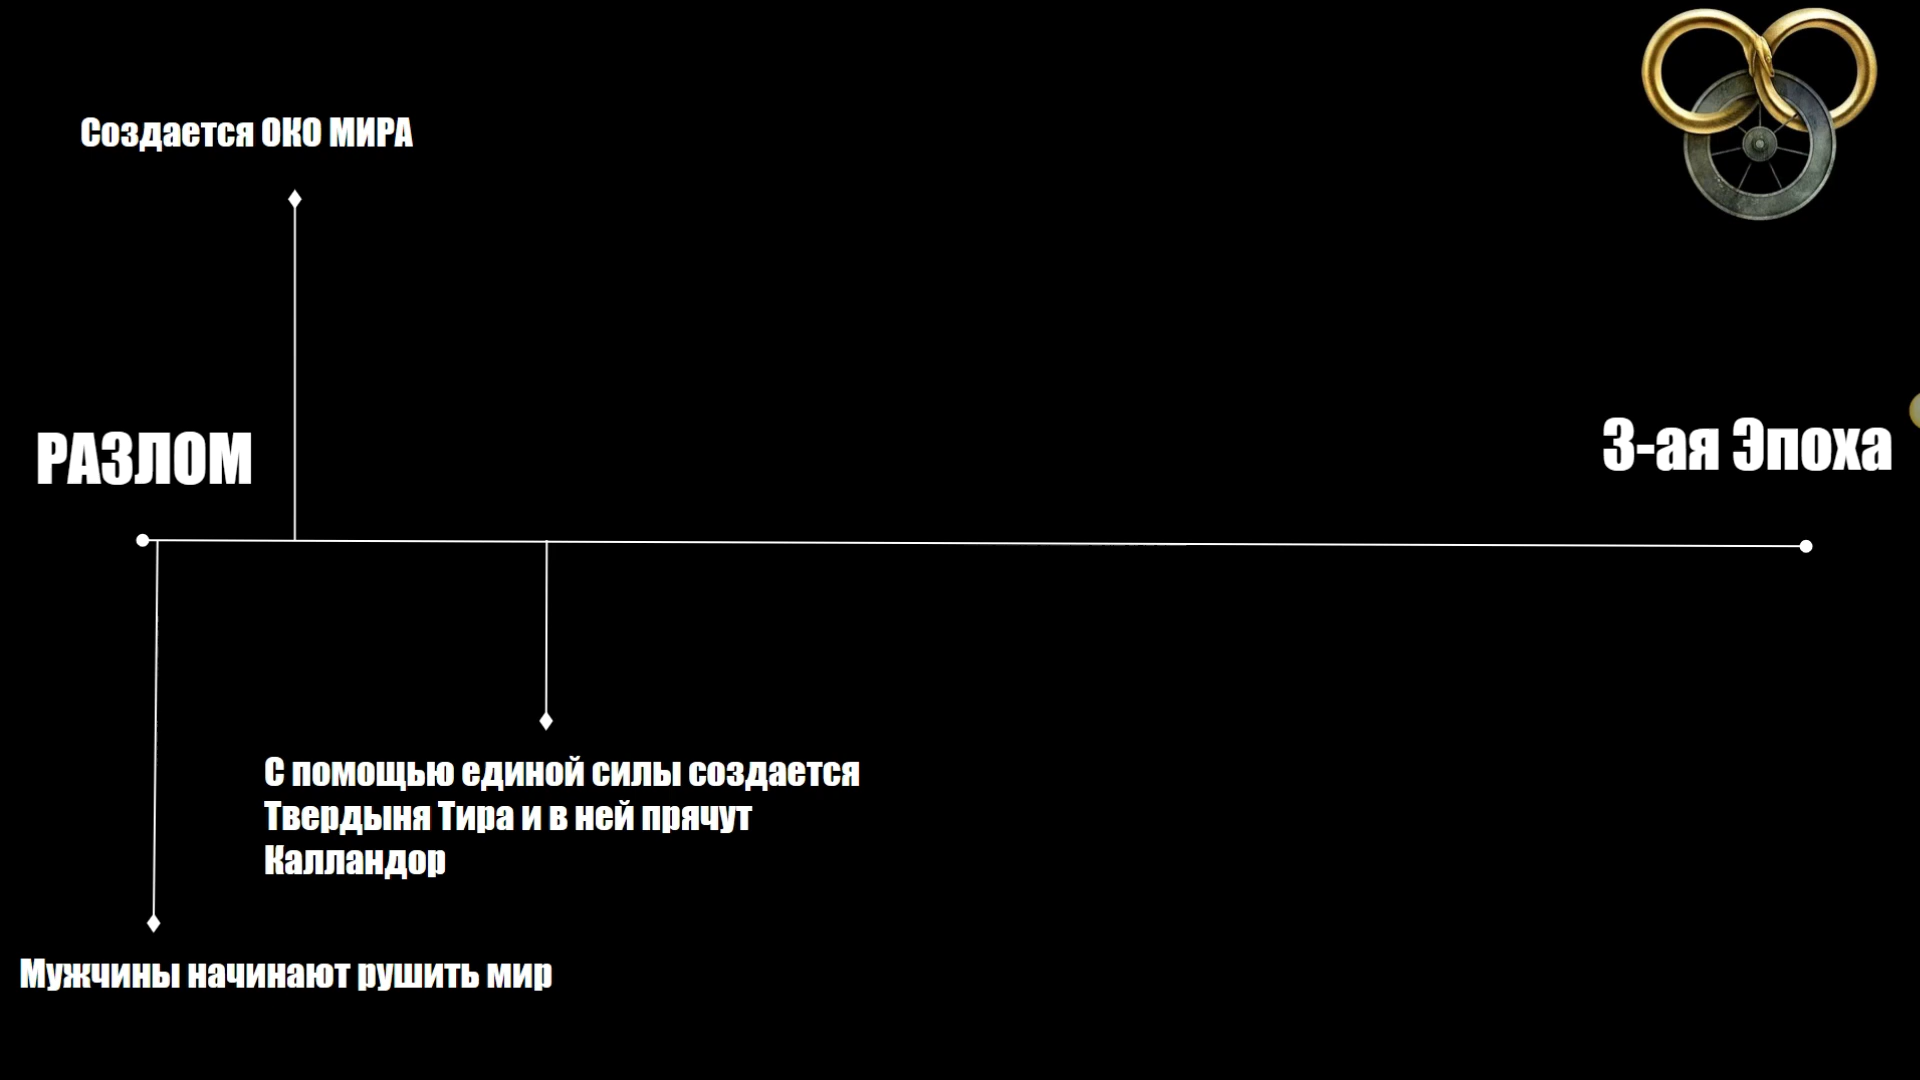 Создается ОКО МИРА
РАЗЛОМ
3-ая Эпоха
С помощью единой силы создается
Твердыня Тира и в ней прячут
Калландор
Мужчины начинают рушить мир